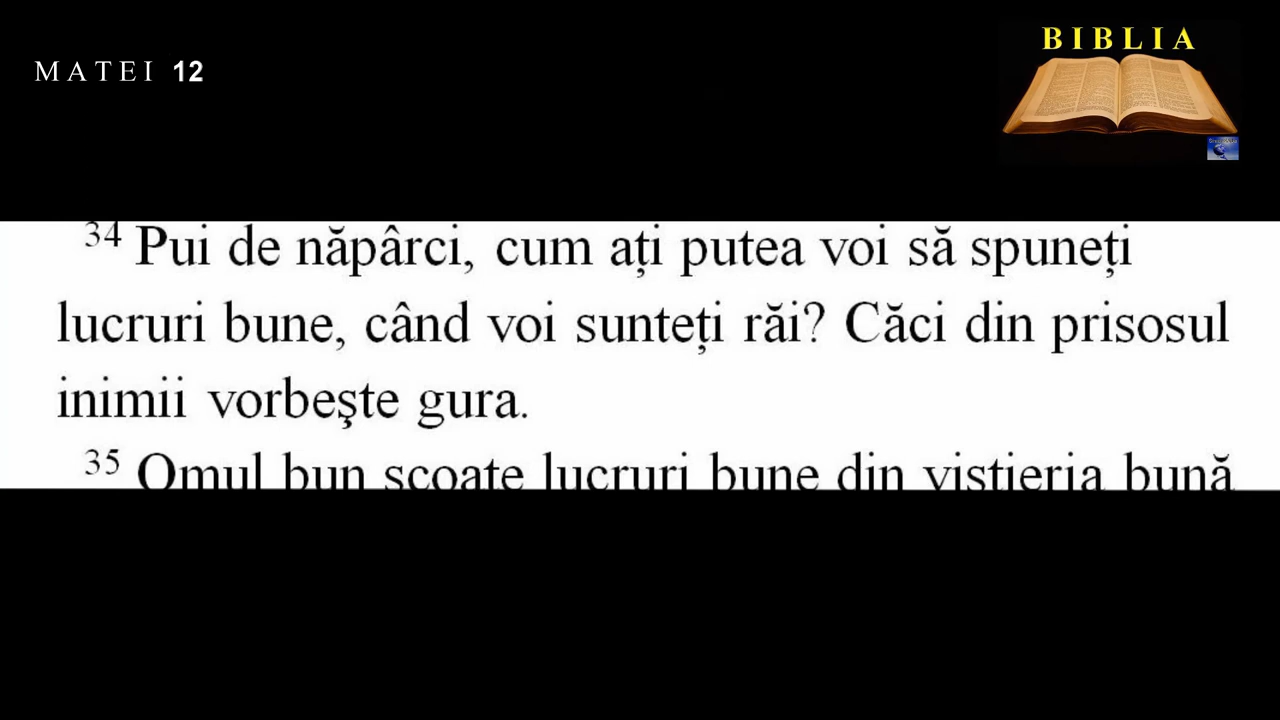 MATEI 12
BIBLIA
34 Pui de năpârci, cum ați putea voi să spuneți
lucruri bune, când voi sunteți răi? Căci din prisosul
inimii vorbește gura.
35 Omul bun scoate lucruri bune din vistieria bună